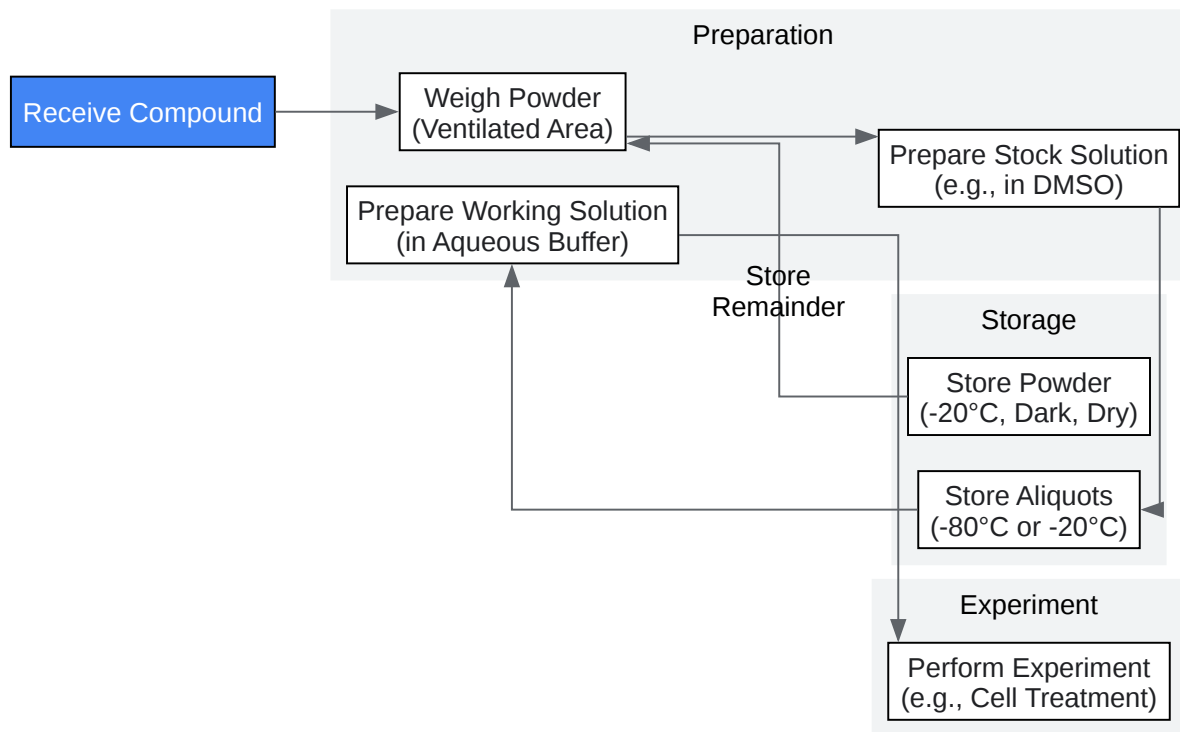 Preparation
Receive Compound
Weigh Powder
(Ventilated Area)
Prepare Stock Solution
(e.g., in DMSO)
Prepare Working Solution
(in Aqueous Buffer)
Store
Remainder
Storage
Store Powder
(-20°C, Dark, Dry)
Store Aliquots
(-80°C or -20°C)
Experiment
Perform Experiment
(e.g., Cell Treatment)